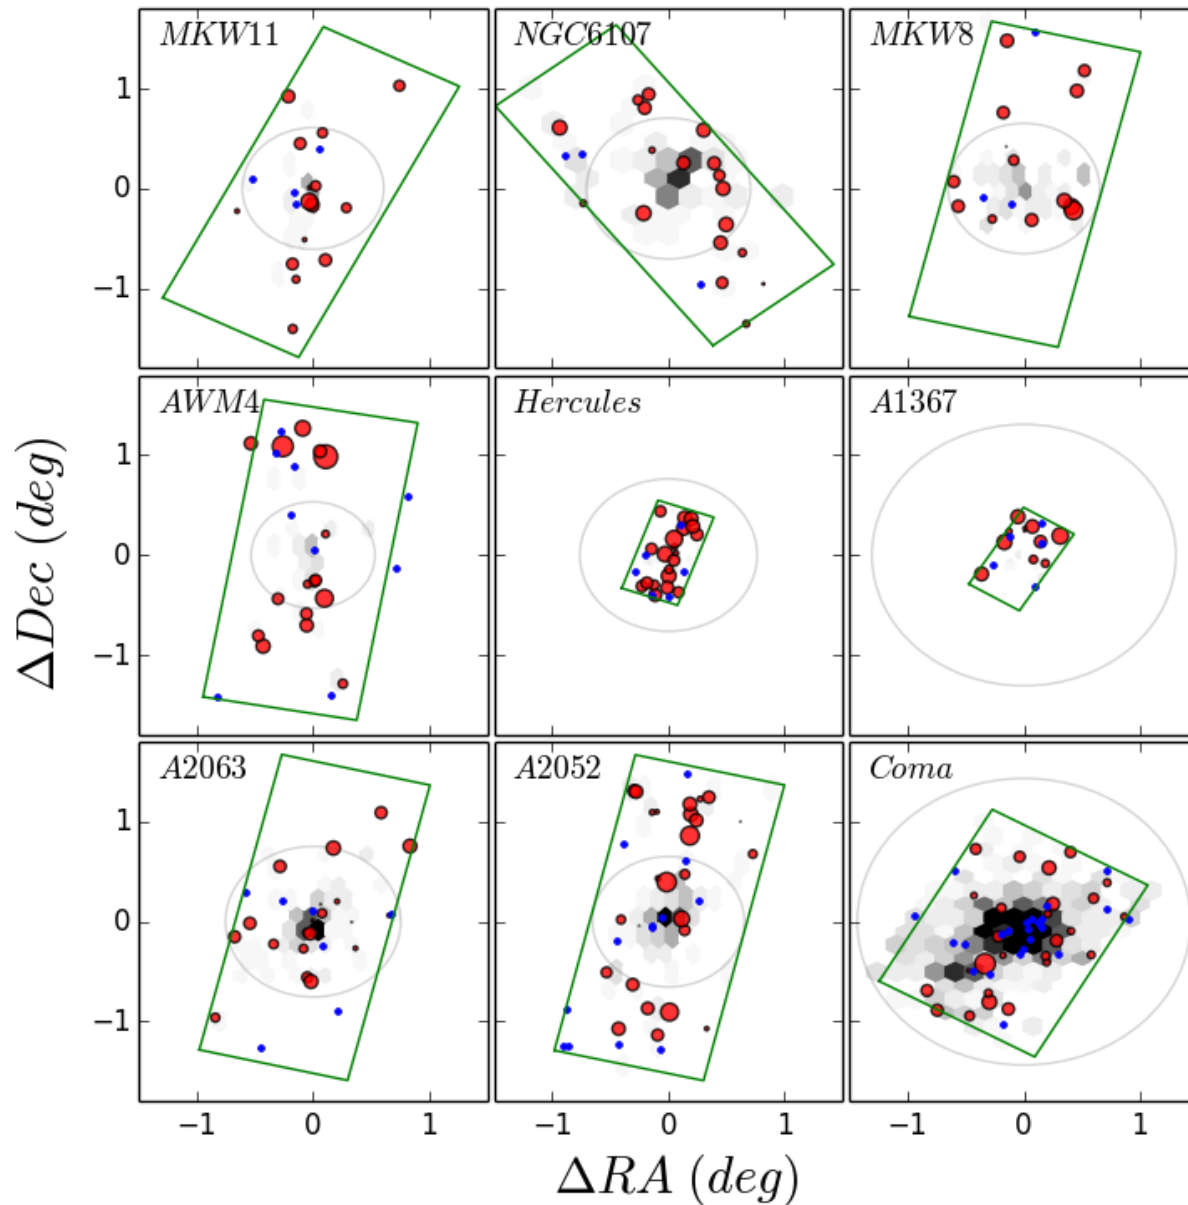 MKW11 NGC6107 MKW8
1
0
−1
AWM4 Hercules A1367
1
0
−1
A2063 A2052 Coma
1
0
−1
−1 0 1 −1 0 1 −1 0 1
ΔDec (deg)
ΔRA (deg)